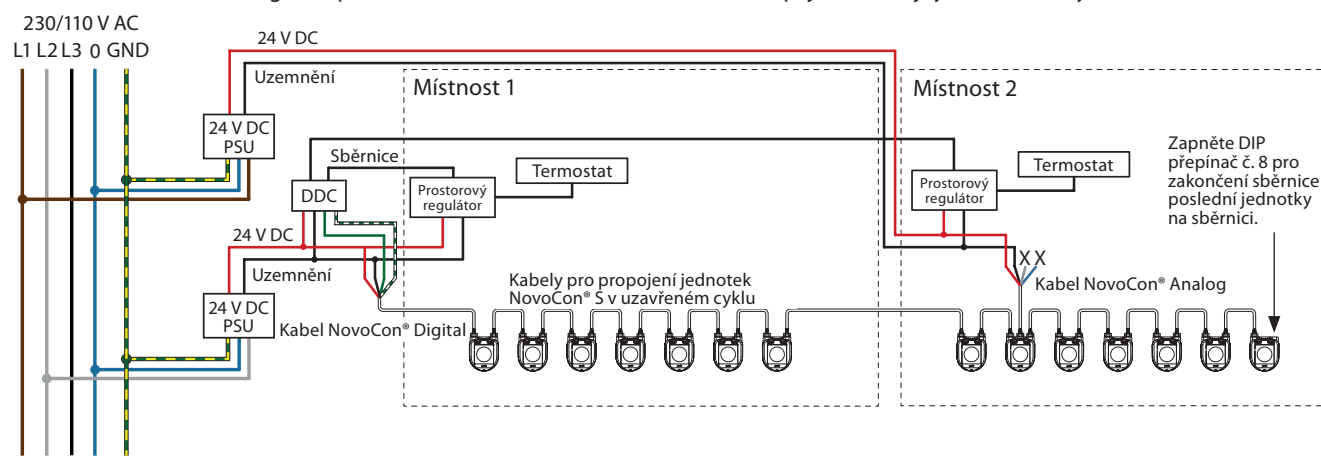 230/110 V AC
L1 L2 L3 0 GND
24 V DC
Uzemnění
24 V DC
PSU
Místnost 1
Místnost 2
Sběrnice
DDC
Prostorový
regulátor
Termostat
Prostorový
regulátor
Termostat
Zapněte DIP
přepínač č. 8 pro
zakončení sběrnice
poslední jednotky
na sběrnici.
24 V DC
Uzemnění
24 V DC
PSU
Kabel NovoCon® Digital
Kabely pro propojení jednotek
NovoCon® S v uzavřeném cyklu
X X
Kabel NovoCon® Analog